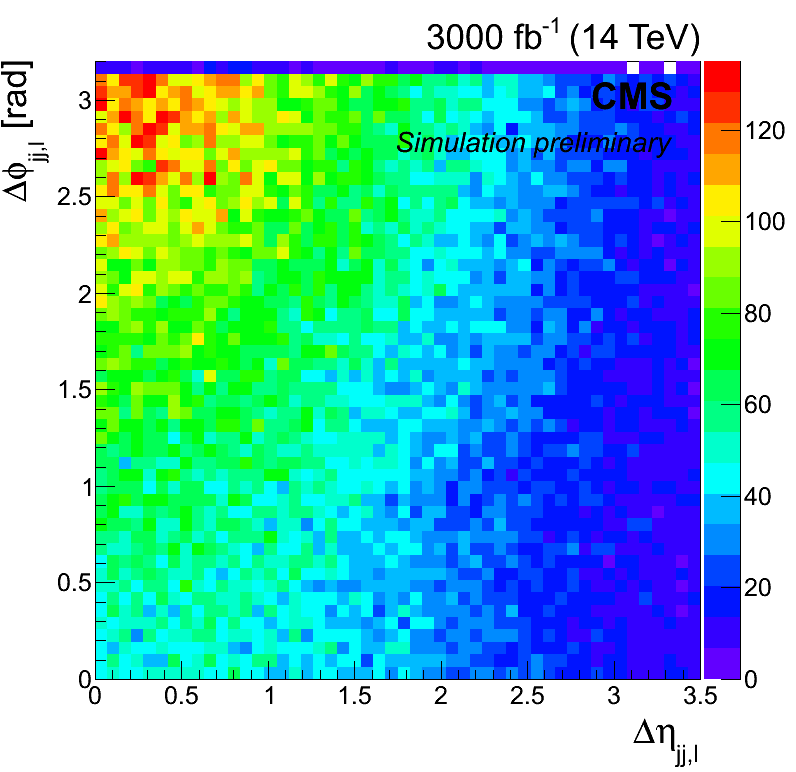 3000 fb⁻¹ (14 TeV)
CMS
Simulation preliminary
Δφ_jj,l [rad]
3
2.5
2
1.5
1
0.5
0
0 0.5 1 1.5 2 2.5 3 3.5
Δη_jj,l
120
100
80
60
40
20
0